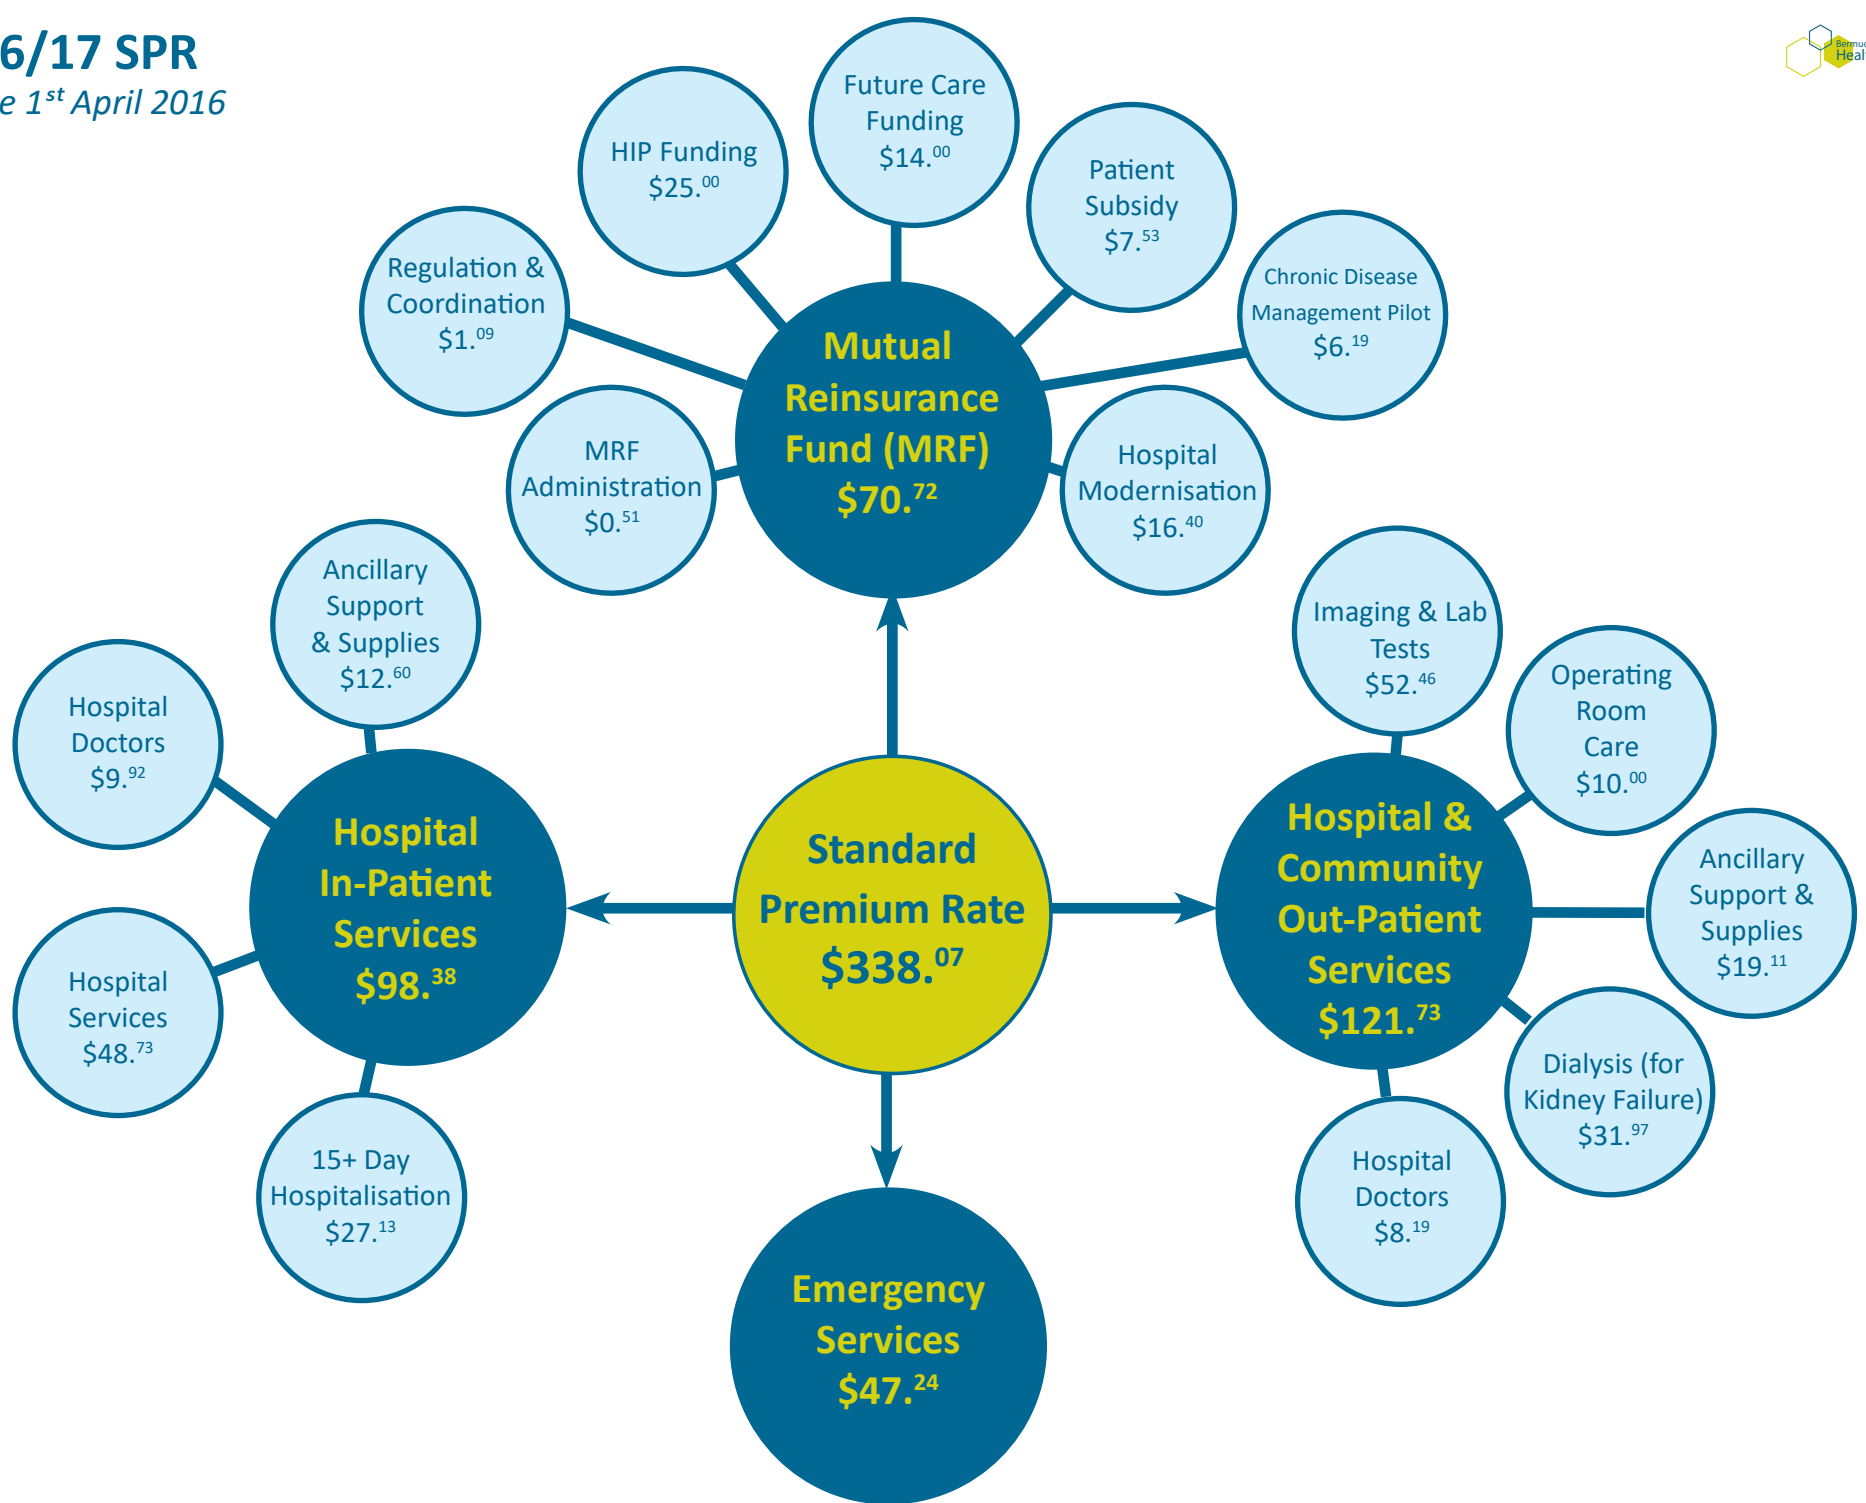 6/17 SPR
e 1st April 2016
Health
Future Care
Funding
$14.00
HIP Funding
$25.00
Patient
Subsidy
$7.53
Regulation &
Coordination
$1.09
Chronic Disease
Management Pilot
$6.19
Mutual
Reinsurance
Fund (MRF)
$70.72
MRF
Administration
$0.51
Hospital
Modernisation
$16.40
Ancillary
Support
& Supplies
$12.60
Hospital
Doctors
$9.92
Hospital
In-Patient
Services
$98.38
Hospital
Services
$48.73
15+ Day
Hospitalisation
$27.13
Standard
Premium Rate
$338.07
Imaging & Lab
Tests
$52.46
Operating
Room
Care
$10.00
Hospital &
Community
Out-Patient
Services
$121.73
Ancillary
Support &
Supplies
$19.11
Dialysis (for
Kidney Failure)
$31.97
Hospital
Doctors
$8.19
Emergency
Services
$47.24